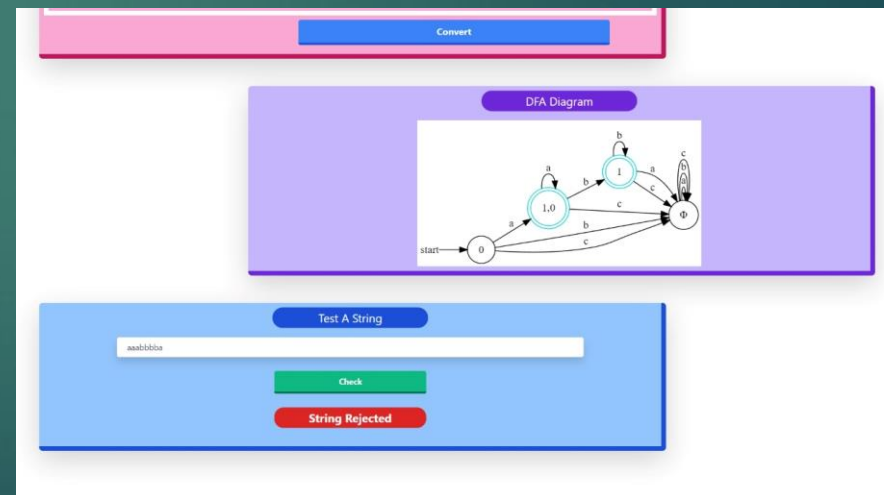 Convert
DFA Diagram
b
a
1
a
c
b
a
b
c
1,0
c
Φ
a
b
start
0
c
Test A String
aaabbbba
Check
String Rejected